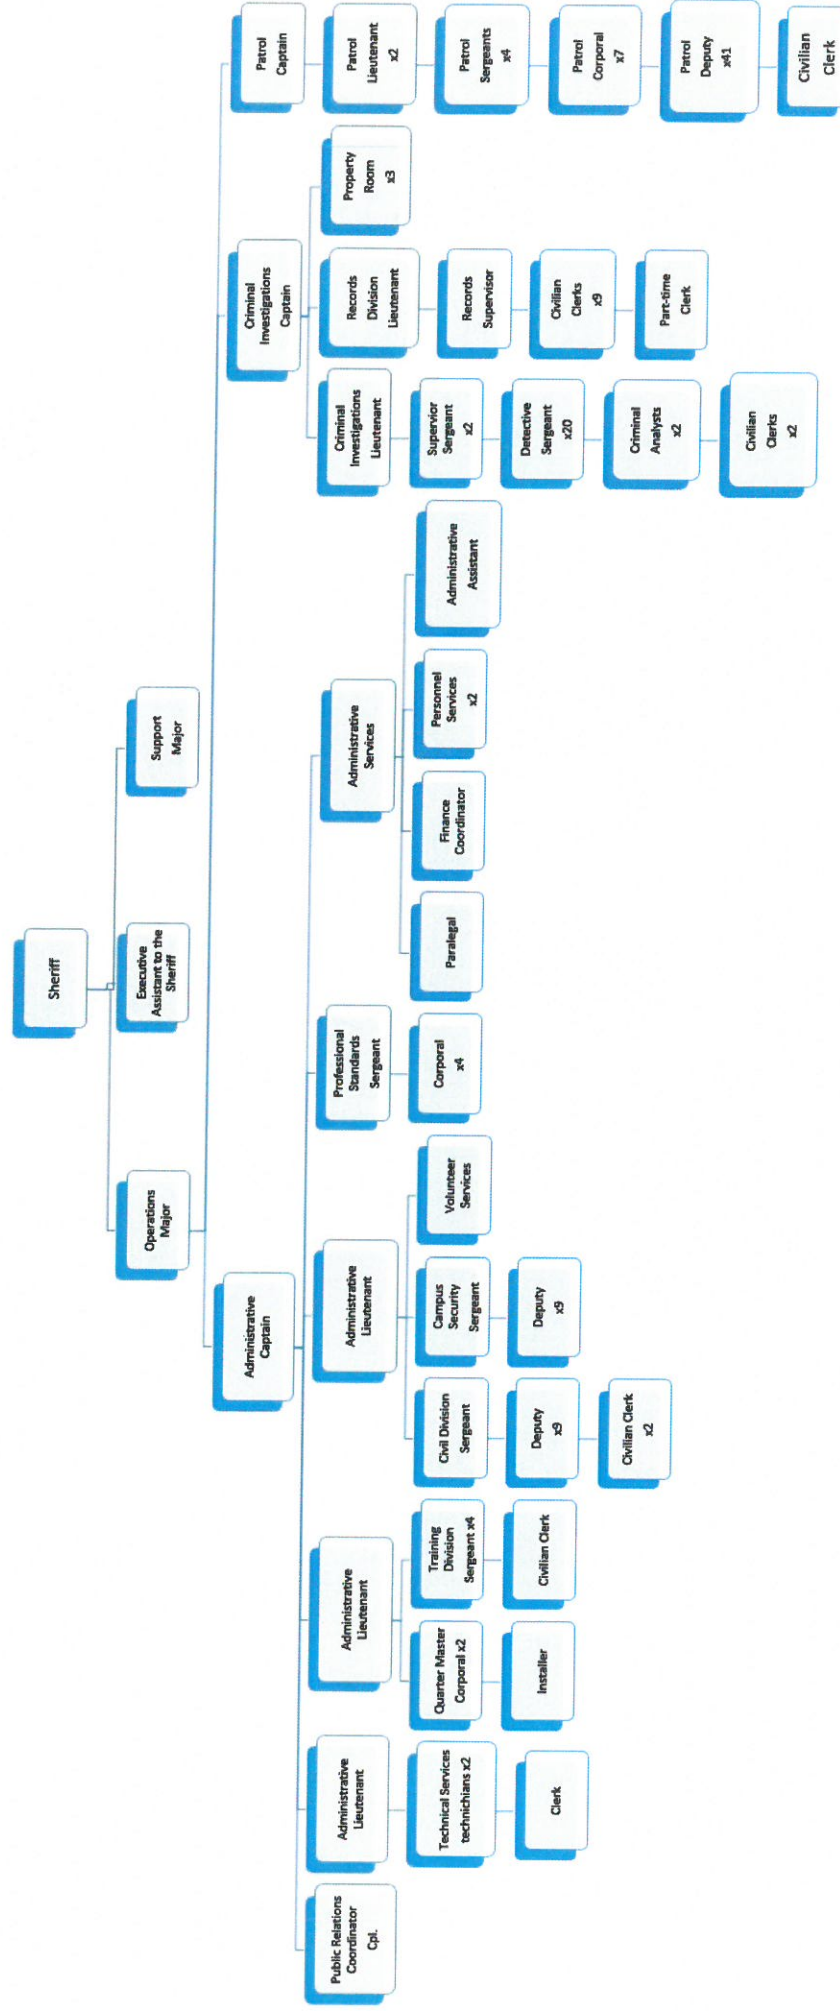 Sheriff
Operations
Major
Executive
Assistant to the
Sheriff
Support
Major
Administrative
Captain
Criminal
Investigations
Captain
Patrol
Captain
Public Relations
Coordinator
Cpl.
Administrative
Lieutenant
Administrative
Lieutenant
Administrative
Lieutenant
Professional
Standards
Sergeant
Administrative
Services
Criminal
Investigations
Lieutenant
Records
Division
Lieutenant
Property
Room
x3
Patrol
Lieutenant
x2
Technical Services
technichians x2
Quarter Master
Corporal x2
Training
Division
Sergeant x4
Civil Division
Sergeant
Campus
Security
Sergeant
Volunteer
Services
Corporal
x4
Paralegal
Finance
Coordinator
Personnel
Services
x2
Administrative
Assistant
Supervior
Sergeant
x2
Records
Supervisor
Patrol
Sergeants
x4
Clerk
Installer
Civilian Clerk
Deputy
x9
Deputy
x9
Detective
Sergeant
x20
Civilian
Clerks
x9
Patrol
Corporal
x7
Civilian Clerk
x2
Criminal
Analysts
x2
Part-time
Clerk
Patrol
Deputy
x41
Civilian
Clerks
x2
Civilian
Clerk